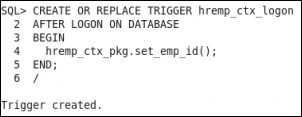 SQL> CREATE OR REPLACE TRIGGER hremp_ctx_logon
  2  AFTER LOGON ON DATABASE
  3  BEGIN
  4    hremp_ctx_pkg.set_emp_id();
  5  END;
  6  /
Trigger created.